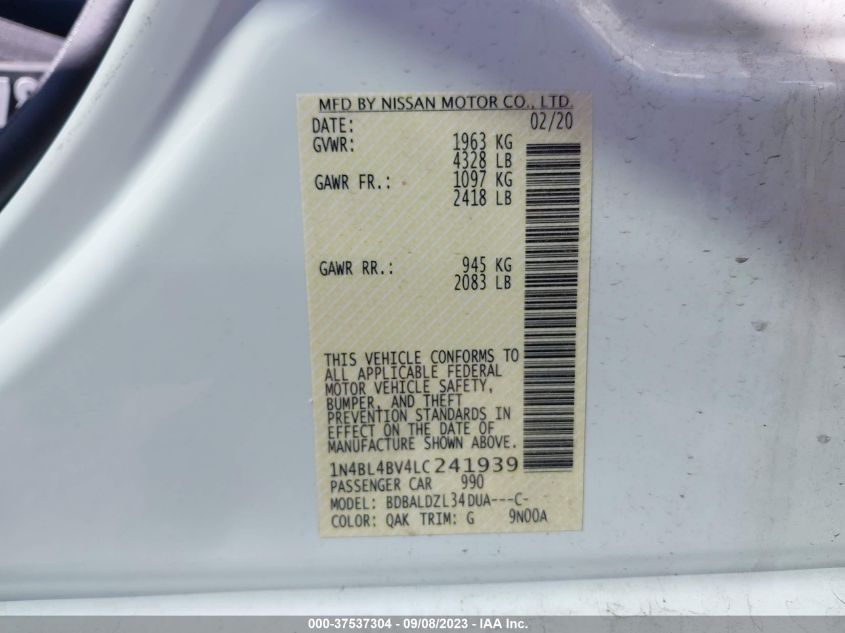 MFD BY NISSAN MOTOR CO., LTD.
DATE: 02/20
GVWR: 1963 KG
4328 LB
GAWR FR.: 1097 KG
2418 LB
GAWR RR.: 945 KG
2083 LB
THIS VEHICLE CONFORMS TO
ALL APPLICABLE FEDERAL
MOTOR VEHICLE SAFETY,
BUMPER, AND THEFT
PREVENTION STANDARDS IN
EFFECT ON THE DATE OF
MANUFACTURE SHOWN ABOVE.
1N4BL4BV4LC241939
PASSENGER CAR 990
MODEL: BDBALDZL34DUA---C-
COLOR: QAK TRIM: G 9N00A
000-37537304 - 09/08/2023 - IAA Inc.